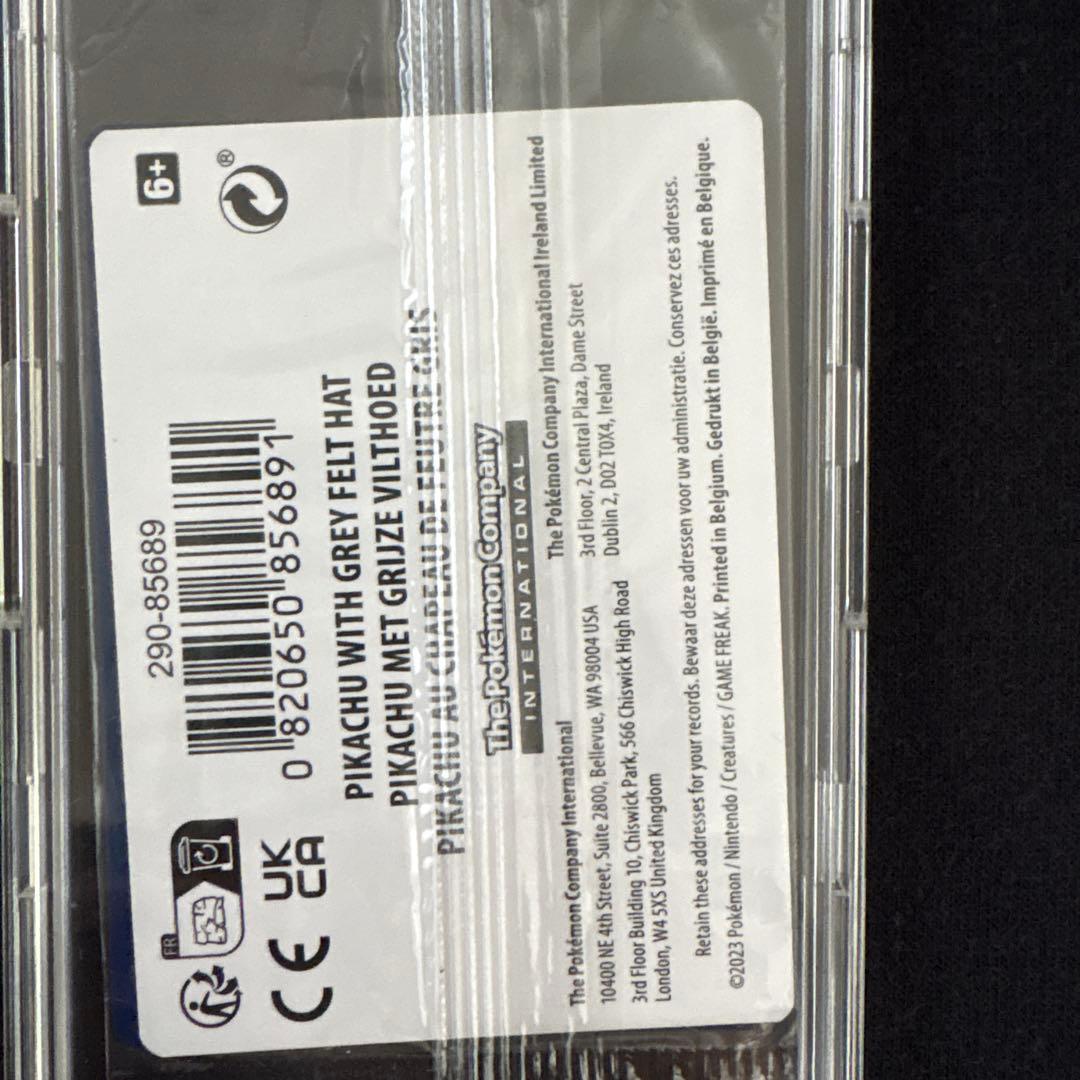 6+
®
290-85689
0 820650 856891
FR
CE
UK
CA
PIKACHU WITH GREY FELT HAT
PIKACHU MET GRIJZE VILTHOED
PIKACHU AU CHAPEAU DE FEUTRE GRIS
The Pokémon Company
INTERNATIONAL
The Pokémon Company International
10400 NE 4th Street, Suite 2800, Bellevue, WA 98004 USA
3rd Floor Building 10, Chiswick Park, 566 Chiswick High Road
London, W4 5XS United Kingdom
The Pokémon Company International Ireland Limited
3rd Floor, 2 Central Plaza, Dame Street
Dublin 2, D02 T0X4, Ireland
Retain these addresses for your records. Bewaar deze adressen voor uw administratie. Conservez ces adresses.
©2023 Pokémon / Nintendo / Creatures / GAME FREAK. Printed in Belgium. Gedrukt in België. Imprimé en Belgique.